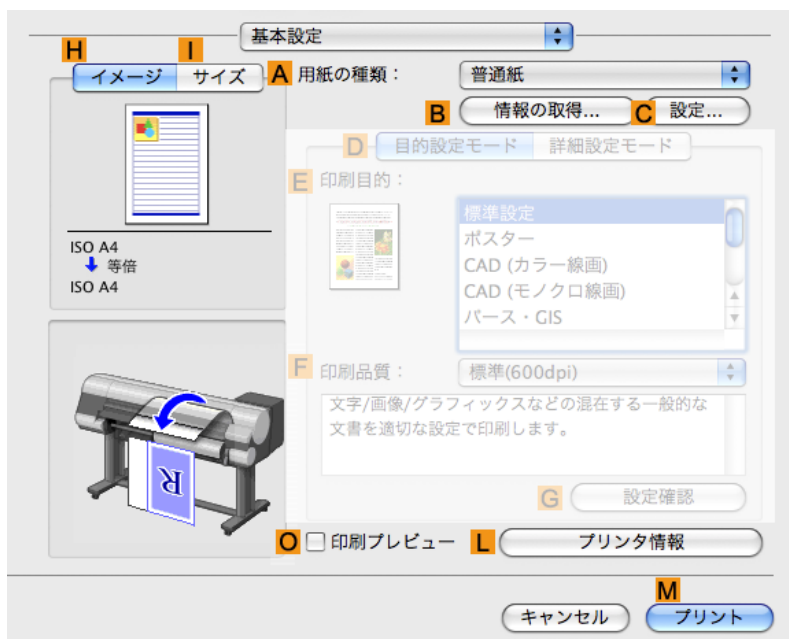 基本設定
H イメージ I サイズ
A 用紙の種類： 普通紙
B 情報の取得... C 設定...
D 目的設定モード 詳細設定モード
E 印刷目的：
標準設定
ポスター
CAD (カラー線画)
CAD (モノクロ線画)
パース・GIS
ISO A4
等倍
ISO A4
F 印刷品質： 標準(600dpi)
文字/画像/グラフィックスなどの混在する一般的な
文書を適切な設定で印刷します。
R
G 設定確認
O 印刷プレビュー L プリンタ情報
M
キャンセル プリント